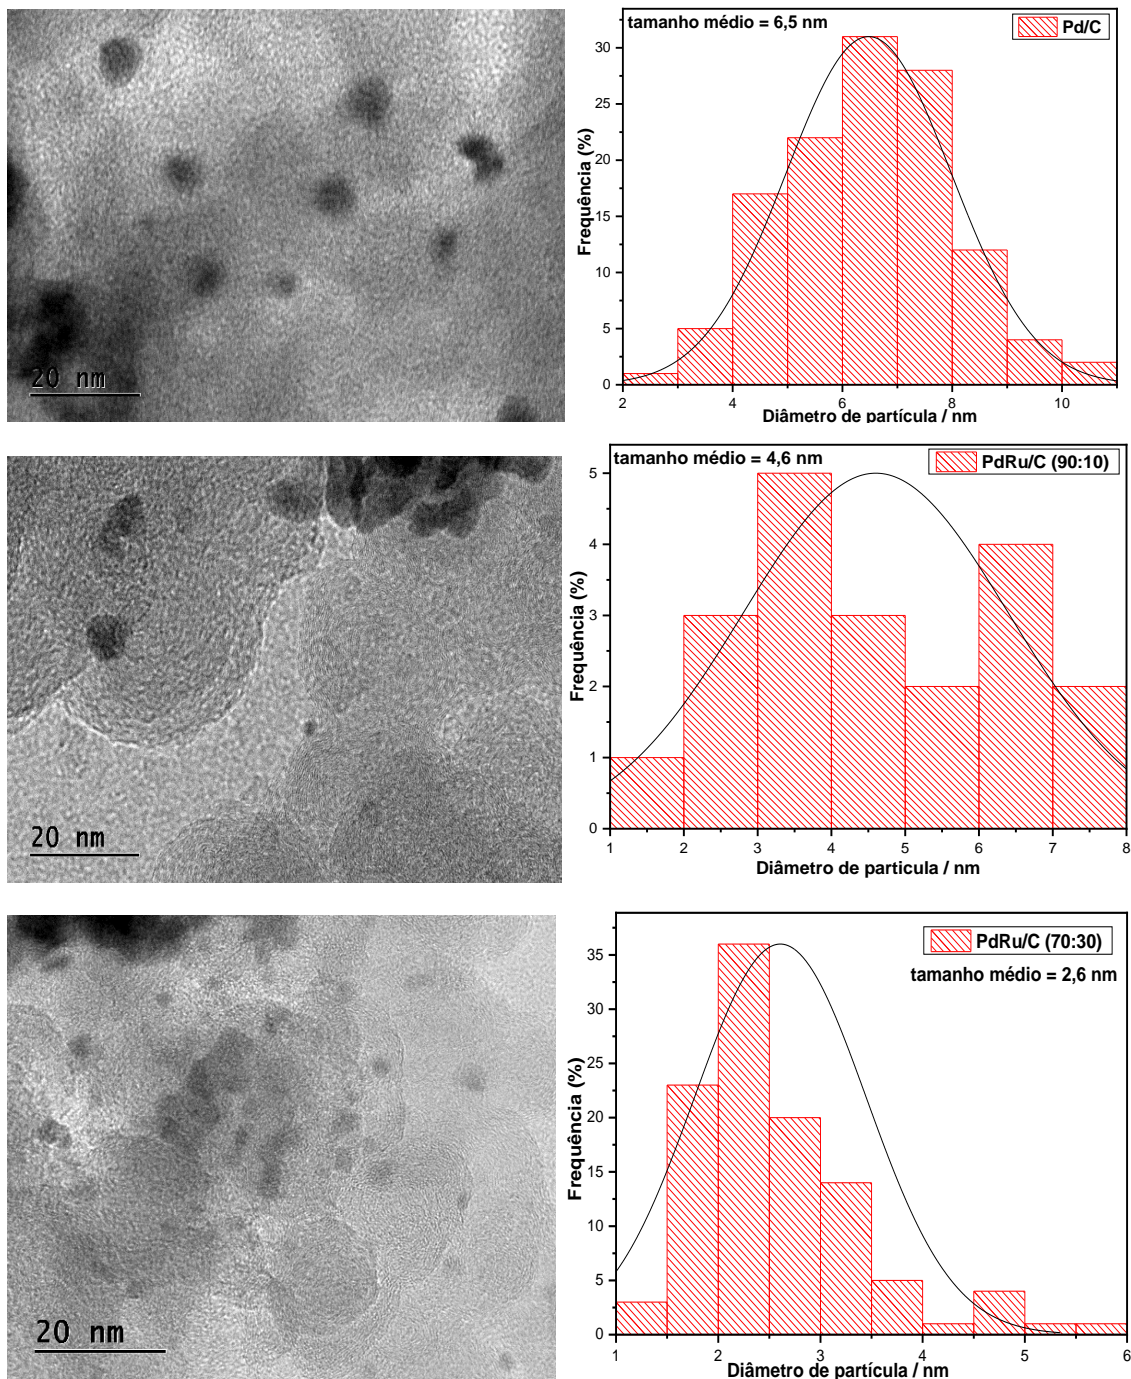 tamanho médio = 6,5 nm
Pd/C
30
25
20
15
10
5
0
Frequência (%)
2
4
6
8
10
Diâmetro de partícula / nm
20 nm
tamanho médio = 4,6 nm
PdRu/C (90:10)
5
4
3
2
1
0
Frequência (%)
1
2
3
4
5
6
7
8
Diâmetro de particula / nm
20 nm
PdRu/C (70:30)
tamanho médio = 2,6 nm
35
30
25
20
15
10
5
0
Frequência (%)
1
2
3
4
5
6
Diâmetro de partícula / nm
20 nm